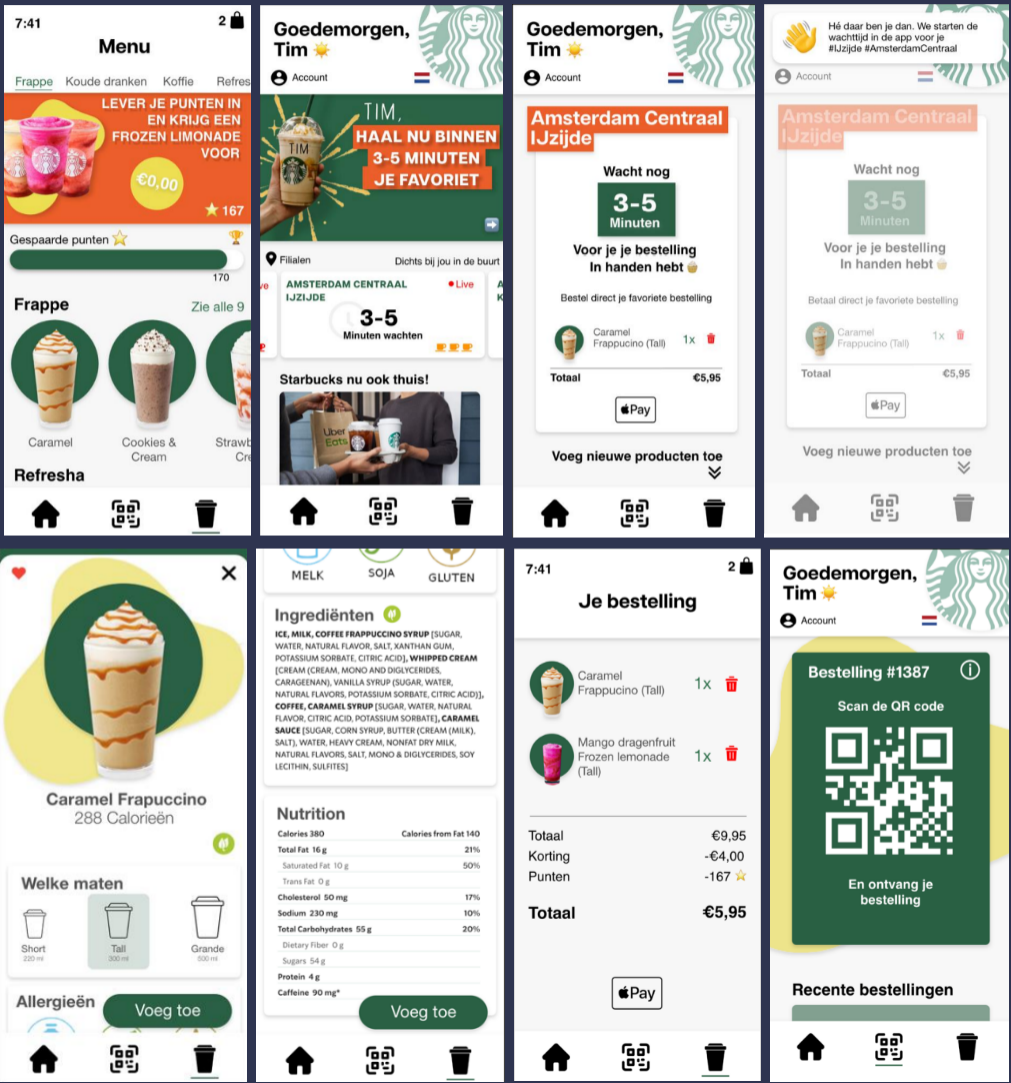 7:41
2
Menu
Frappe Koude dranken Koffie Refres
LEVER JE PUNTEN IN
EN KRIJG EEN
FROZEN LIMONADE
VOOR
€0,00
167
Gespaarde punten
170
Frappe Zie alle 9
Caramel
Cookies &
Cream
Strawb
Cre
Refresha
Goedemorgen,
Tim
Account
TIM,
HAAL NU BINNEN
3-5 MINUTEN
JE FAVORIET
TIM
Filialen Dichts bij jou in de buurt
ve
AMSTERDAM CENTRAAL
IJZIJDE
Live
3-5
Minuten wachten
A
K
Starbucks nu ook thuis!
Uber
Eats
Goedemorgen,
Tim
Account
Amsterdam Centraal
IJzijde
Wacht nog
3-5
Minuten
Voor je je bestelling
In handen hebt
Bestel direct je favoriete bestelling
Caramel
Frappucino (Tall) 1x
Totaal €5,95
Pay
Voeg nieuwe producten toe
Hé daar ben je dan. We starten de
wachttijd in de app voor je
#IJzijde #AmsterdamCentraal
Account
Amsterdam Centraal
IJzijde
Wacht nog
3-5
Minuten
Voor je je bestelling
In handen hebt
Betaal direct je favoriete bestelling
Caramel
Frappucino (Tall) 1x
Totaal €5,95
Pay
Voeg nieuwe producten toe
Caramel Frapuccino
288 Calorieën
Welke maten
Short
220 ml
Tall
300 ml
Grande
500 ml
Allergieën
Voeg toe
MELK SOJA GLUTEN
Ingrediënten
ICE, MILK, COFFEE FRAPPUCCINO SYRUP [SUGAR,
WATER, NATURAL FLAVOR, SALT, XANTHAN GUM,
POTASSIUM SORBATE, CITRIC ACID], WHIPPED CREAM
[CREAM (CREAM, MONO AND DIGLYCERIDES,
CARAGEENAN), VANILLA SYRUP (SUGAR, WATER,
NATURAL FLAVORS, POTASSIUM SORBATE, CITRIC ACID)],
COFFEE, CARAMEL SYRUP [SUGAR, WATER, NATURAL
FLAVOR, CITRIC ACID, POTASSIUM SORBATE], CARAMEL
SAUCE [SUGAR, CORN SYRUP, BUTTER (CREAM (MILK),
SALT), WATER, HEAVY CREAM, NONFAT DRY MILK,
NATURAL FLAVORS, SALT, MONO & DIGLYCERIDES, SOY
LECITHIN, SULFITES]
Nutrition
Calories 380 Calories from Fat 140
Total Fat 16 g 21%
Saturated Fat 10 g 50%
Trans Fat 0 g
Cholesterol 50 mg 17%
Sodium 230 mg 10%
Total Carbohydrates 55 g 20%
Dietary Fiber 0 g
Sugars 54 g
Protein 4 g
Caffeine 90 mg*
Voeg toe
7:41
2
Je bestelling
Caramel
Frappucino (Tall) 1x
Mango dragenfruit
Frozen lemonade
(Tall)
1x
Totaal €9,95
Korting -€4,00
Punten -167
Totaal €5,95
Pay
Goedemorgen,
Tim
Account
Bestelling #1387
Scan de QR code
En ontvang je
bestelling
Recente bestellingen